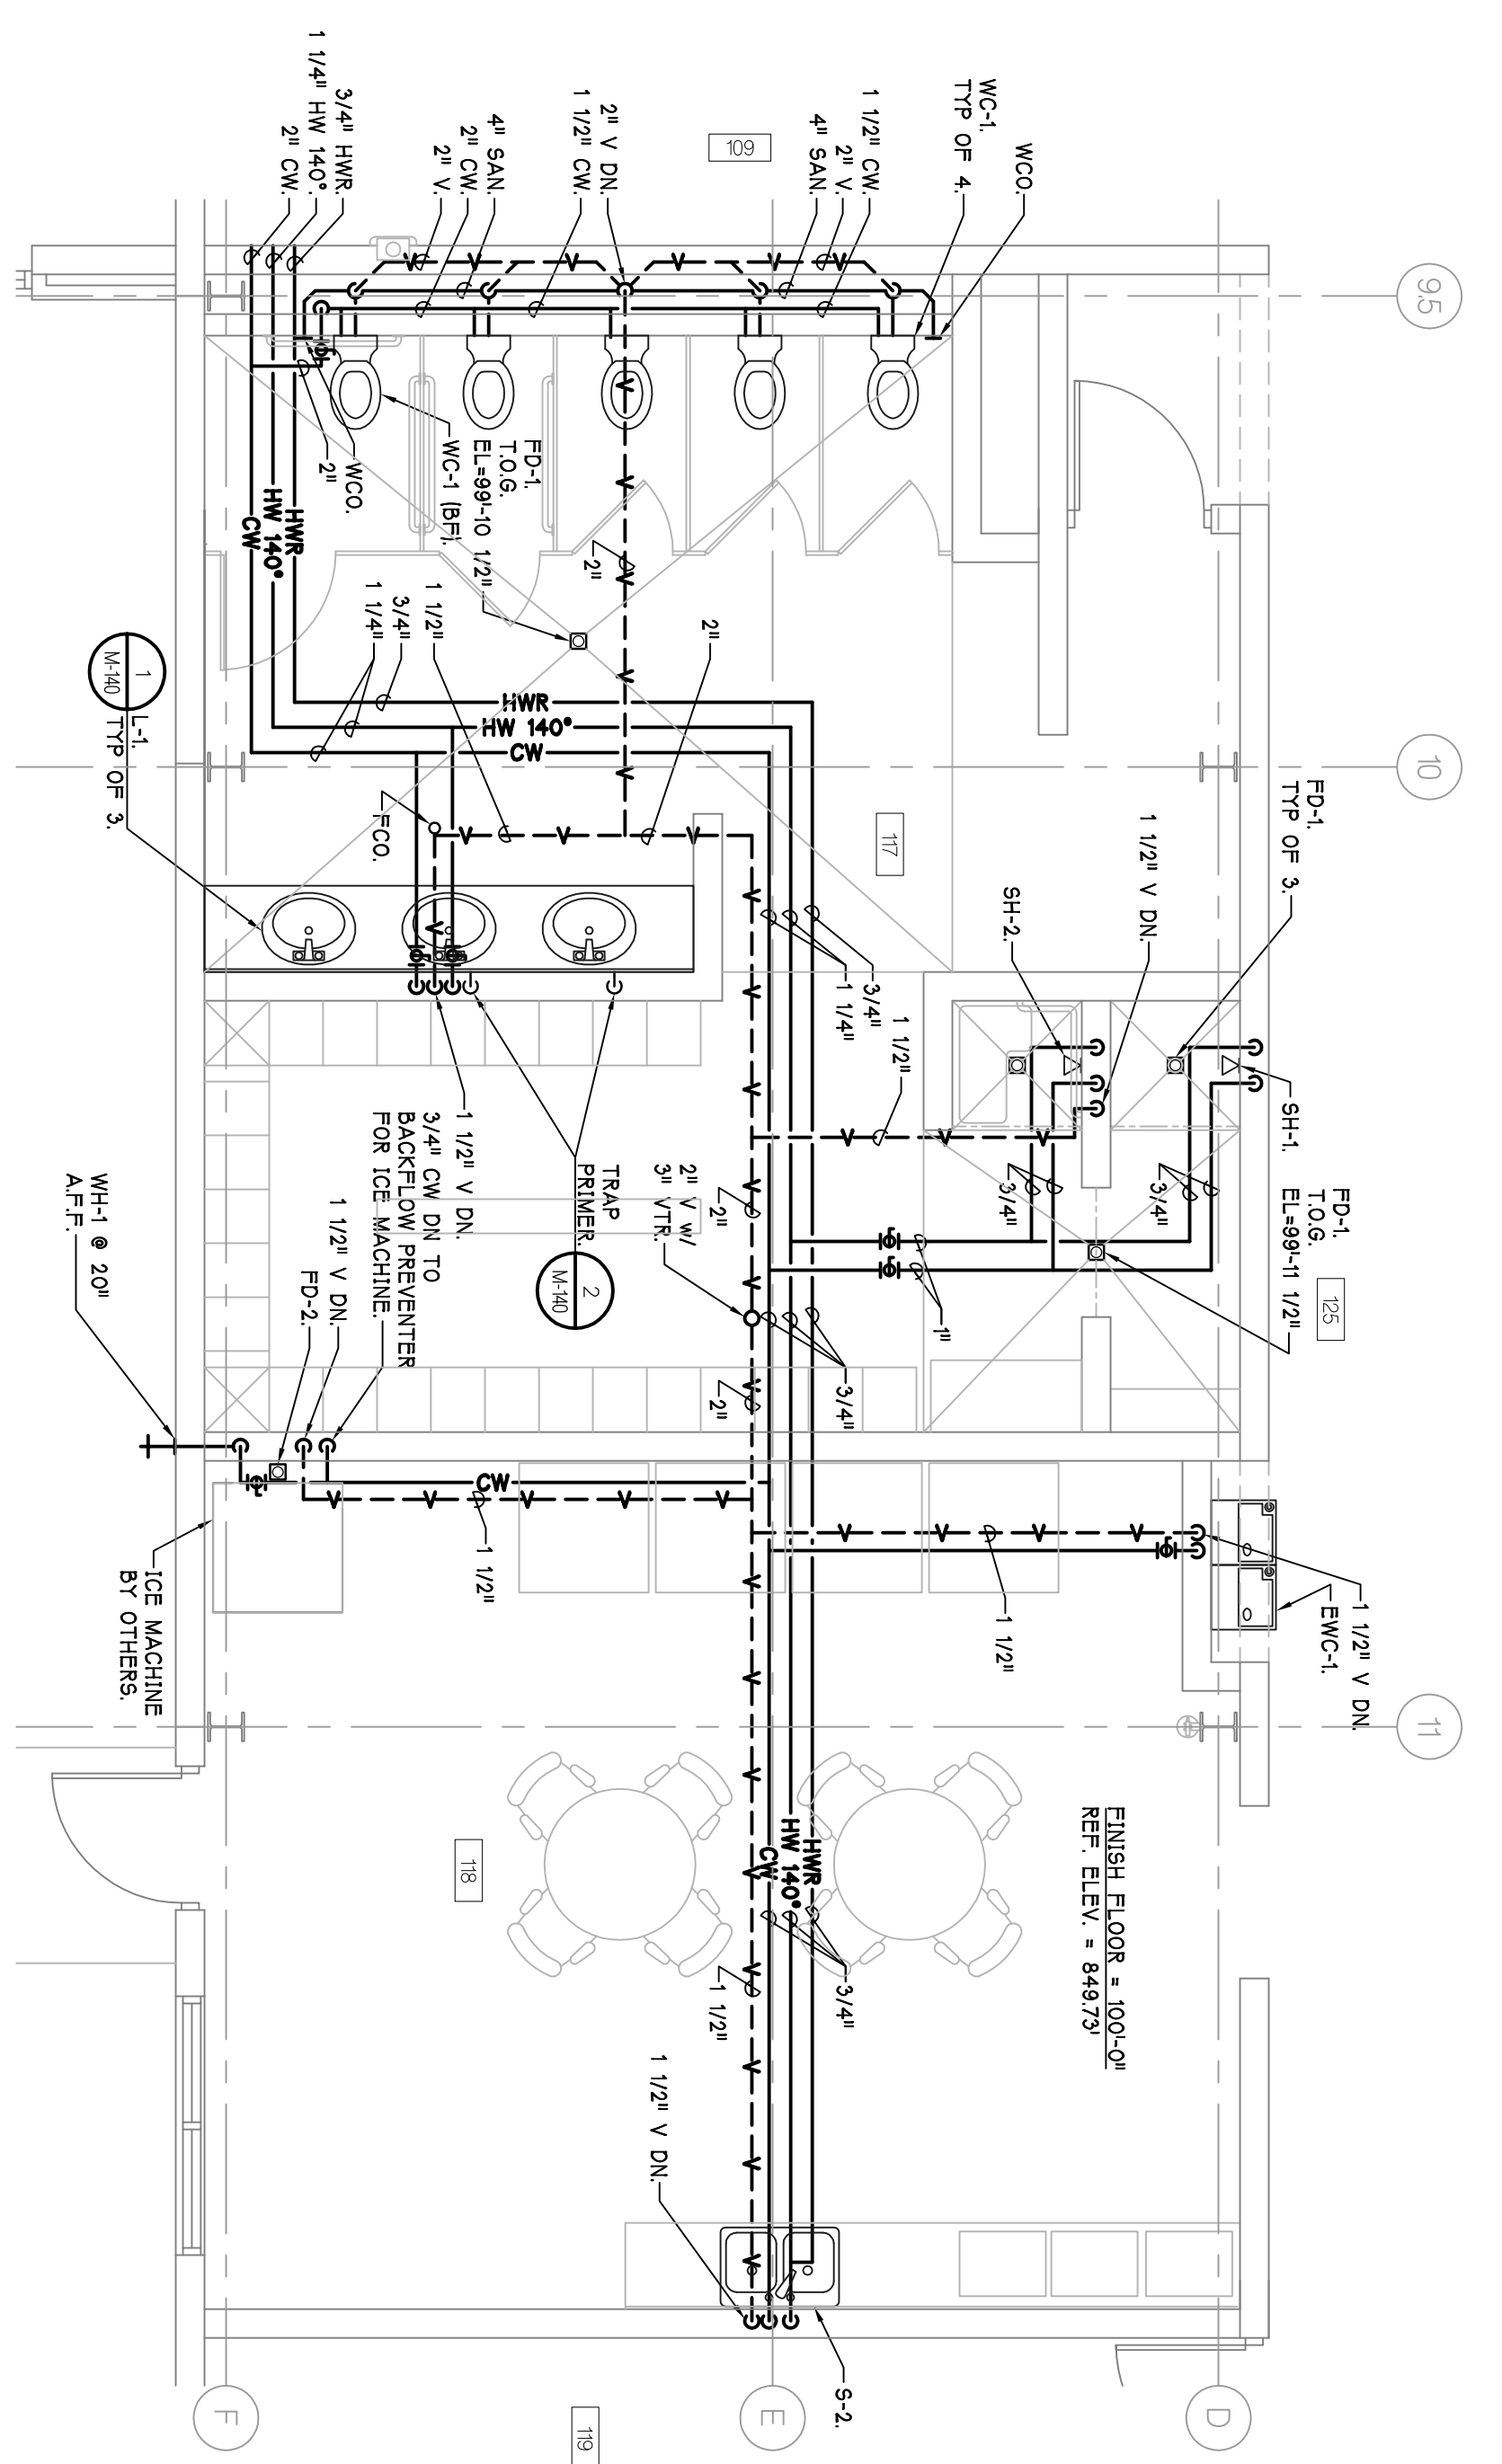 9.5
10
11
D
E
F
3/4" HWR.
1 1/4" HW 140°.
2" CW.
4" SAN.
2" CW.
2" V.
2" V DN.
1 1/2" CW.
109
1 1/2" CW.
2" V.
4" SAN.
WC-1.
TYP OF 4.
WCO.
WCO.
2"
WC-1 (BF).
FD-1.
T.O.G.
EL=99'-10 1/2"
2"
HWR
HW 140°
CW
1 1/2"
3/4"
1 1/4"
2"
HWR
HW 140°
CW
1
M-140
L-1.
TYP OF 3.
FCO.
117
FD-1.
TYP OF 3.
1 1/2" V DN.
SH-2.
SH-1.
3/4"
1 1/4"
1 1/2"
3/4"
3/4"
FD-1.
T.O.G.
EL=99'-11 1/2"
125
1"
TRAP
PRIMER.
2
M-140
2" V W/
3" VTR.
2"
2"
3/4"
1 1/2" V DN.
3/4" CW DN TO
BACKFLOW PREVENTER
FOR ICE MACHINE.
1 1/2" V DN.
FD-2.
WH-1 @ 20"
A.F.F.
CW
1 1/2"
1 1/2"
ICE MACHINE
BY OTHERS.
1 1/2" V DN.
EWC-1.
118
HWR
HW 140°
CW
3/4"
1 1/2"
FINISH FLOOR = 100'-0"
REF. ELEV. = 849.73'
1 1/2" V DN.
S-2.
119
V V V V V
V V V V V
V V V
V
V V V V V V V V V V V V V V V
V V V
V V V V V
V V V V